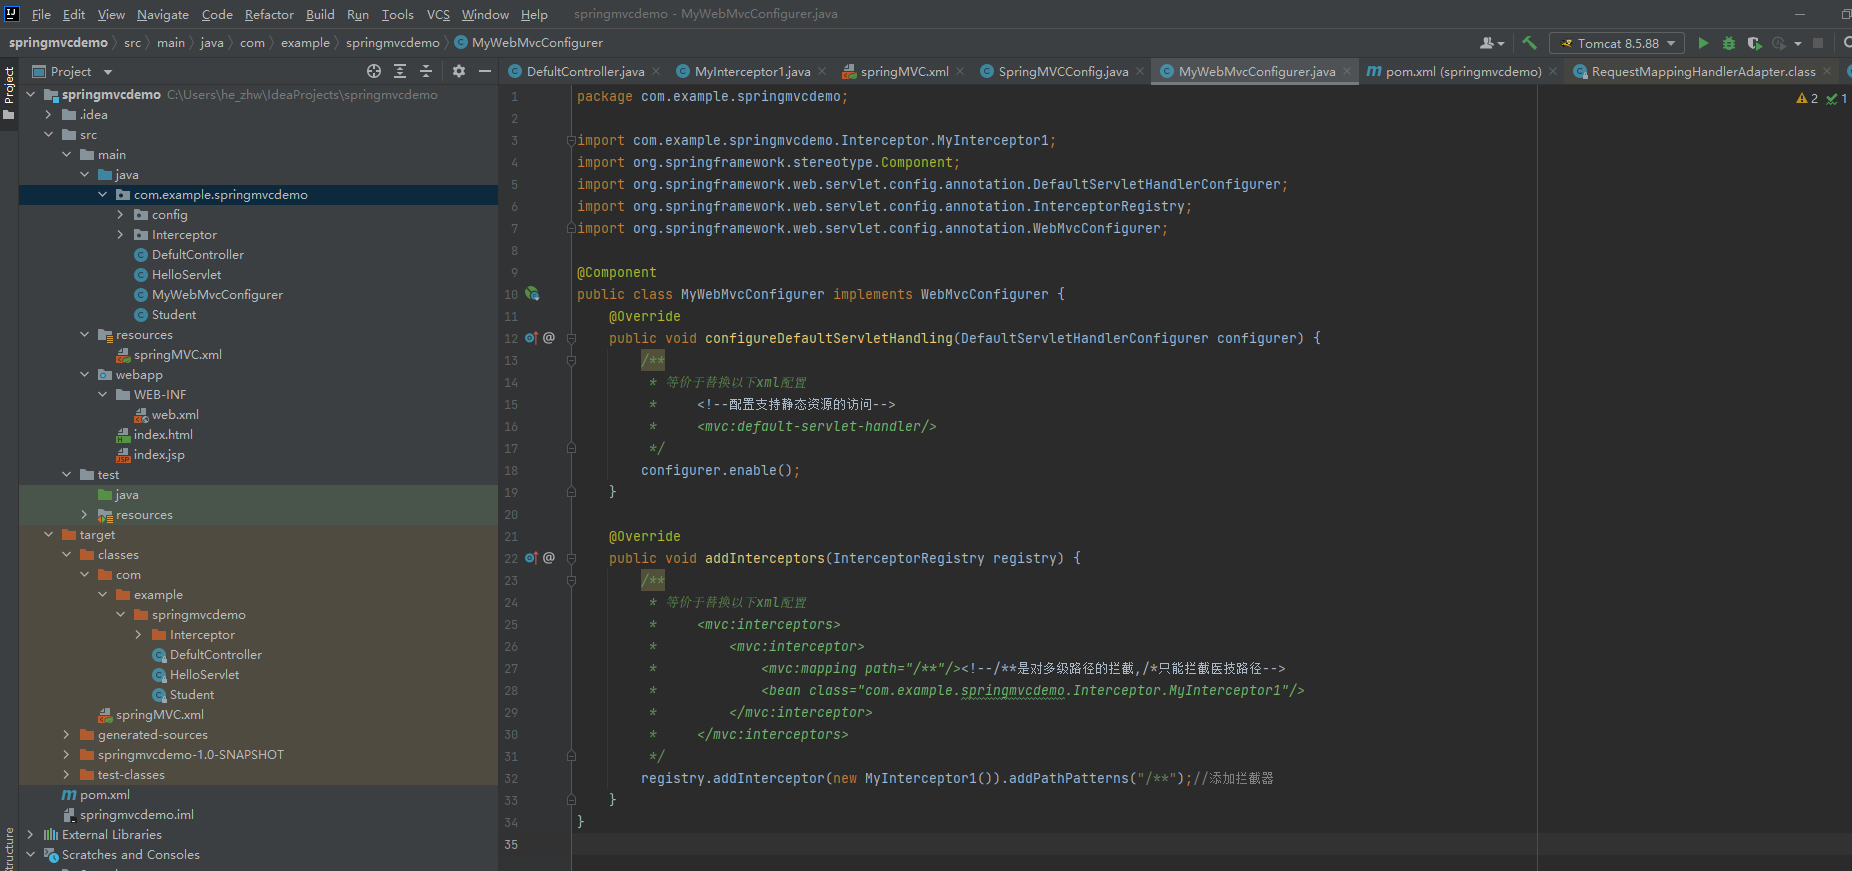 File Edit View Navigate Code Refactor Build Run Tools VCS Window Help springmvcdemo - MyWebMvcConfigurer.java
springmvcdemo src main java com example springmvcdemo MyWebMvcConfigurer
Tomcat 8.5.88
Project
Project
DefultController.java MyInterceptor1.java springMVC.xml SpringMVCConfig.java MyWebMvcConfigurer.java pom.xml (springmvcdemo) RequestMappingHandlerAdapter.class
springmvcdemo C:\Users\he_zhw\IdeaProjects\springmvcdemo
.idea
src
main
java
com.example.springmvcdemo
config
Interceptor
DefultController
HelloServlet
MyWebMvcConfigurer
Student
resources
springMVC.xml
webapp
WEB-INF
web.xml
index.html
index.jsp
test
java
resources
target
classes
com
example
springmvcdemo
Interceptor
DefultController
HelloServlet
Student
springMVC.xml
generated-sources
springmvcdemo-1.0-SNAPSHOT
test-classes
pom.xml
springmvcdemo.iml
External Libraries
Scratches and Consoles
2 1
1 package com.example.springmvcdemo;
2
3 import com.example.springmvcdemo.Interceptor.MyInterceptor1;
4 import org.springframework.stereotype.Component;
5 import org.springframework.web.servlet.config.annotation.DefaultServletHandlerConfigurer;
6 import org.springframework.web.servlet.config.annotation.InterceptorRegistry;
7 import org.springframework.web.servlet.config.annotation.WebMvcConfigurer;
8
9 @Component
10 public class MyWebMvcConfigurer implements WebMvcConfigurer {
11 @Override
12 @ public void configureDefaultServletHandling(DefaultServletHandlerConfigurer configurer) {
13 /**
14 * 等价于替换以下xml配置
15 * <!--配置支持静态资源的访问-->
16 * <mvc:default-servlet-handler/>
17 */
18 configurer.enable();
19 }
20
21 @Override
22 @ public void addInterceptors(InterceptorRegistry registry) {
23 /**
24 * 等价于替换以下xml配置
25 * <mvc:interceptors>
26 * <mvc:interceptor>
27 * <mvc:mapping path="/**"/><!--/**是对多级路径的拦截,/*只能拦截医技路径-->
28 * <bean class="com.example.springmvcdemo.Interceptor.MyInterceptor1"/>
29 * </mvc:interceptor>
30 * </mvc:interceptors>
31 */
32 registry.addInterceptor(new MyInterceptor1()).addPathPatterns("/**");//添加拦截器
33 }
34 }
35